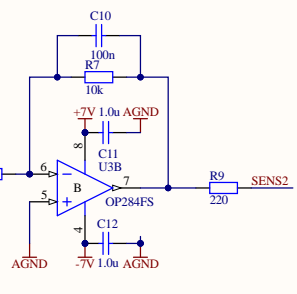 C10
100n
R7
10k
+7V 1.0u AGND
8
C11
U3B
6
B
7
5
OP284FS
R9
220
SENS2
4
C12
AGND
-7V 1.0u AGND